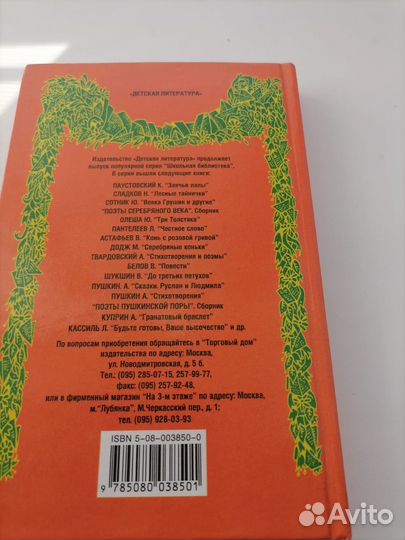 «ДЕТСКАЯ ЛИТЕРАТУРА»
Издательство «Детская литература» продолжает
выпуск популярной серии "Школьная библиотека".
В серии вышли следующие книги:
ПАУСТОВСКИЙ К. "Заячьи лапы"
СЛАДКОВ Н. "Лесные тайнички"
СОТНИК Ю. "Вовка Грушин и другие"
"ПОЭТЫ СЕРЕБРЯНОГО ВЕКА". Сборник
ОЛЕША Ю. "Три Толстяка"
ПАНТЕЛЕЕВ Л. "Честное слово"
АСТАФЬЕВ В. "Конь с розовой гривой"
ДОДЖ М. "Серебряные коньки"
ТВАРДОВСКИЙ А. "Стихотворения и поэмы"
БЕЛОВ В. "Повести"
ШУКШИН В. "До третьих петухов"
ПУШКИН. А. "Сказки. Руслан и Людмила"
ПУШКИН А. "Стихотворения"
"ПОЭТЫ ПУШКИНСКОЙ ПОРЫ". Сборник
КУПРИН А. "Гранатовый браслет"
КАССИЛЬ Л. "Будьте готовы, Ваше высочество" и др.
По вопросам приобретения обращайтесь в "Торговый дом"
издательства по адресу: Москва,
ул. Новодмитровская, д. 5 б.
Тел.: (095) 285-07-15, 257-99-77,
факс: (095) 257-92-48,
или в фирменный магазин "На 3-м этаже" по адресу: Москва,
м."Лубянка", М.Черкасский пер., д. 1;
тел. (095) 928-03-93
ISBN 5-08-003850-0
9 785080 038501
Avito